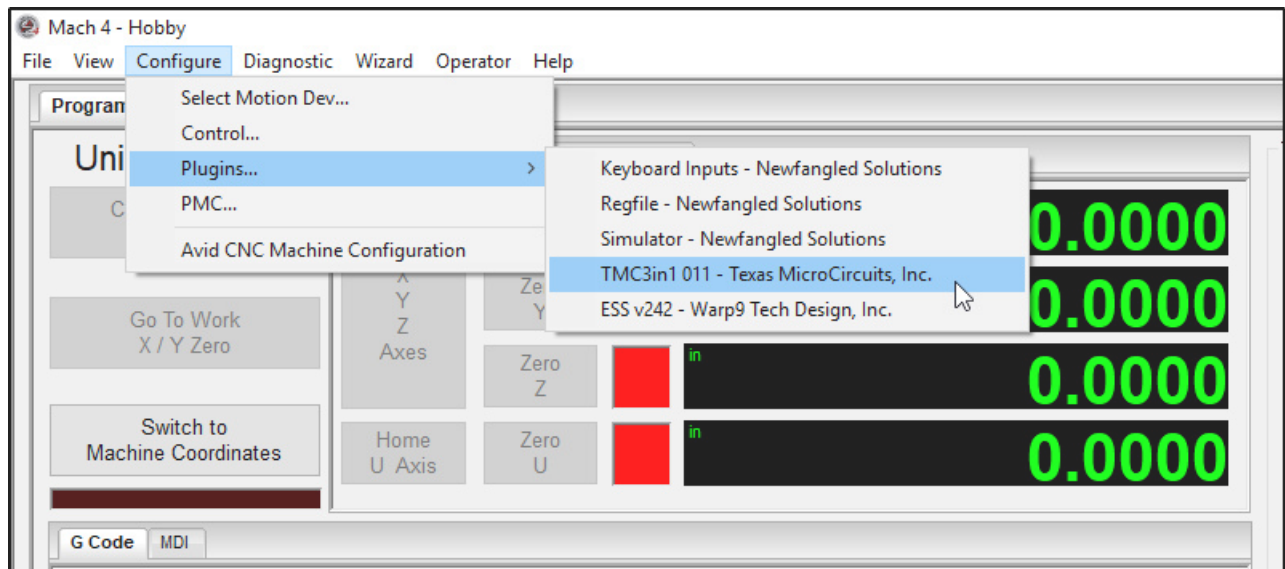 Mach 4 - Hobby
File View Configure Diagnostic Wizard Operator Help
Select Motion Dev...
Control...
Plugins...
PMC...
Avid CNC Machine Configuration
Keyboard Inputs - Newfangled Solutions
Regfile - Newfangled Solutions
Simulator - Newfangled Solutions
TMC3in1 011 - Texas MicroCircuits, Inc.
ESS v242 - Warp9 Tech Design, Inc.
Program
Uni
C
Go To Work
X / Y Zero
Switch to
Machine Coordinates
X
Y
Z
Axes
Home
U Axis
Ze
Y
Zero
Z
Zero
U
0.0000
0.0000
in
0.0000
in
0.0000
G Code MDI